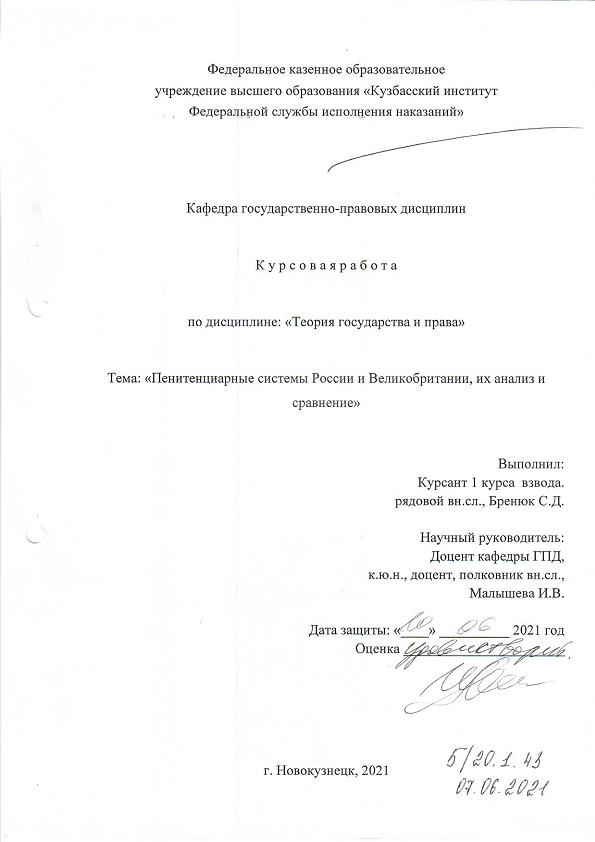 Федеральное казенное образовательное
учреждение высшего образования «Кузбасский институт
Федеральной службы исполнения наказаний»
Кафедра государственно-правовых дисциплин
К у р с о в а я р а б о т а
по дисциплине: «Теория государства и права»
Тема: «Пенитенциарные системы России и Великобритании, их анализ и
сравнение»
Выполнил:
Курсант 1 курса взвода.
рядовой вн.сл., Бренюк С.Д.
Научный руководитель:
Доцент кафедры ГПД,
к.ю.н., доцент, полковник вн.сл.,
Малышева И.В.
Дата защиты: «10» 06 2021 год
Оценка удовлетворит.
г. Новокузнецк, 2021
5/20.1.43
07.06.2021